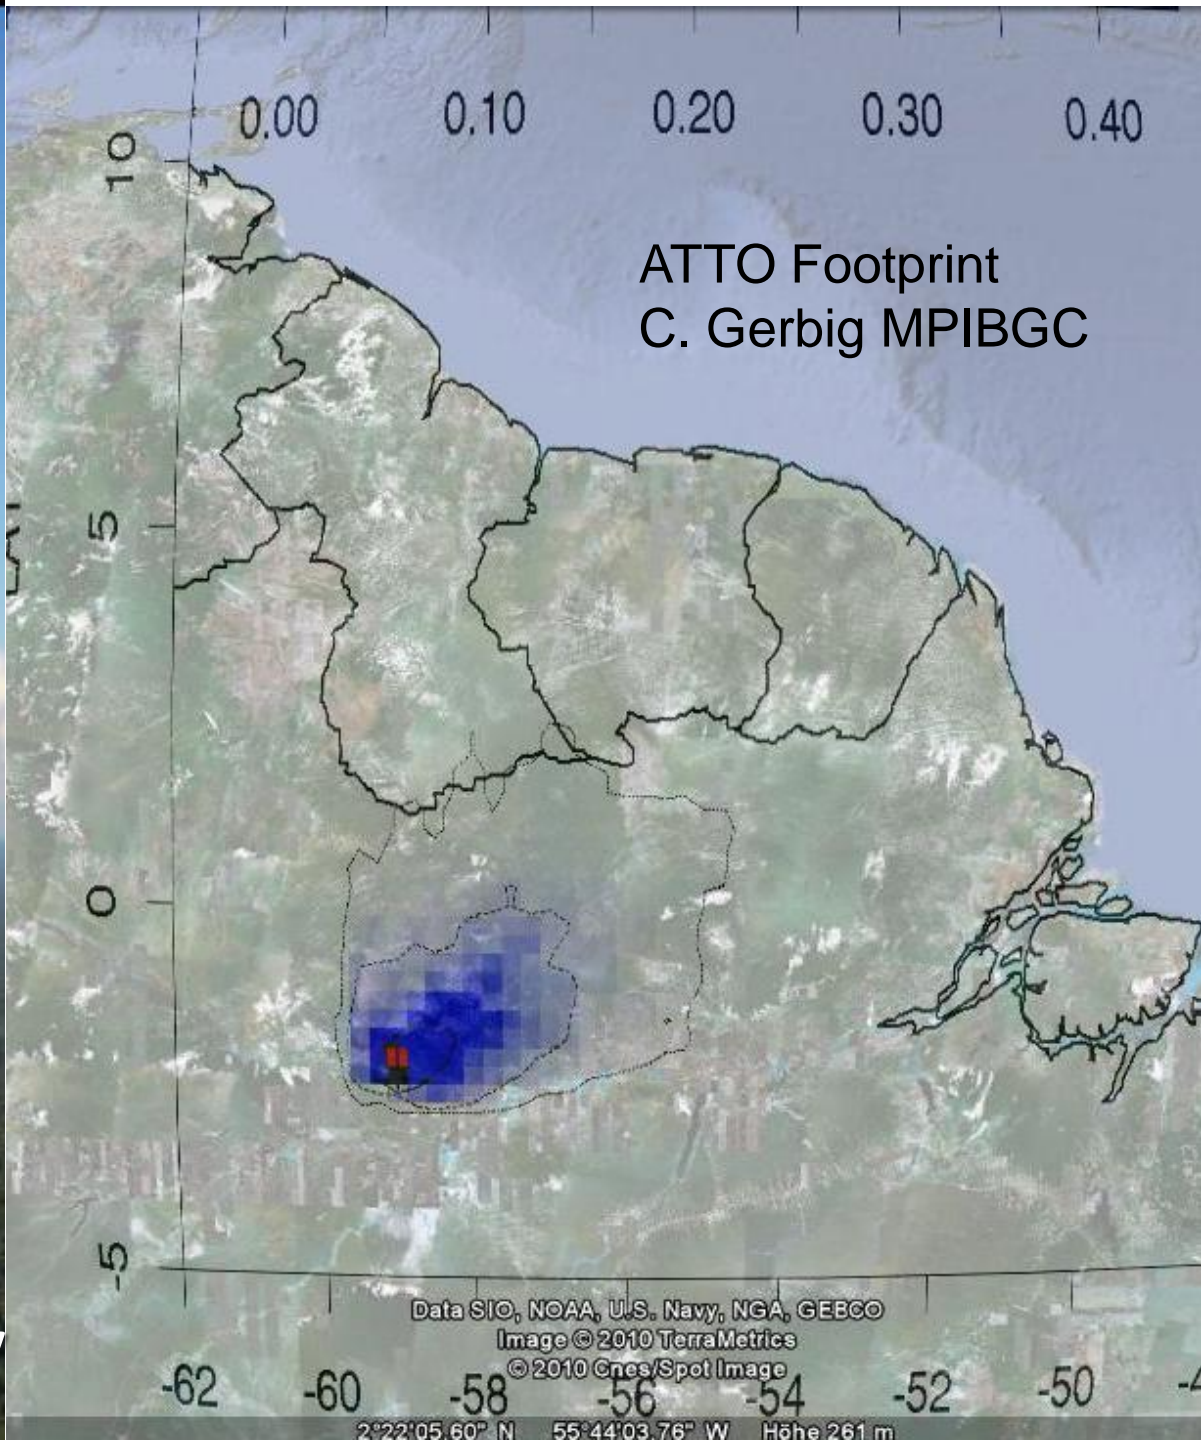 0.00 0.10 0.20 0.30 0.40
10
ATTO Footprint
C. Gerbig MPIBGC
5
0
-5
Data SIO, NOAA, U.S. Navy, NGA, GEBCO
Image © 2010 TerraMetrics
© 2010 Cnes/Spot Image
-62 -60 -58 -56 -54 -52 -50
2°22'05.60" N 55°44'03.76" W Höhe 261 m